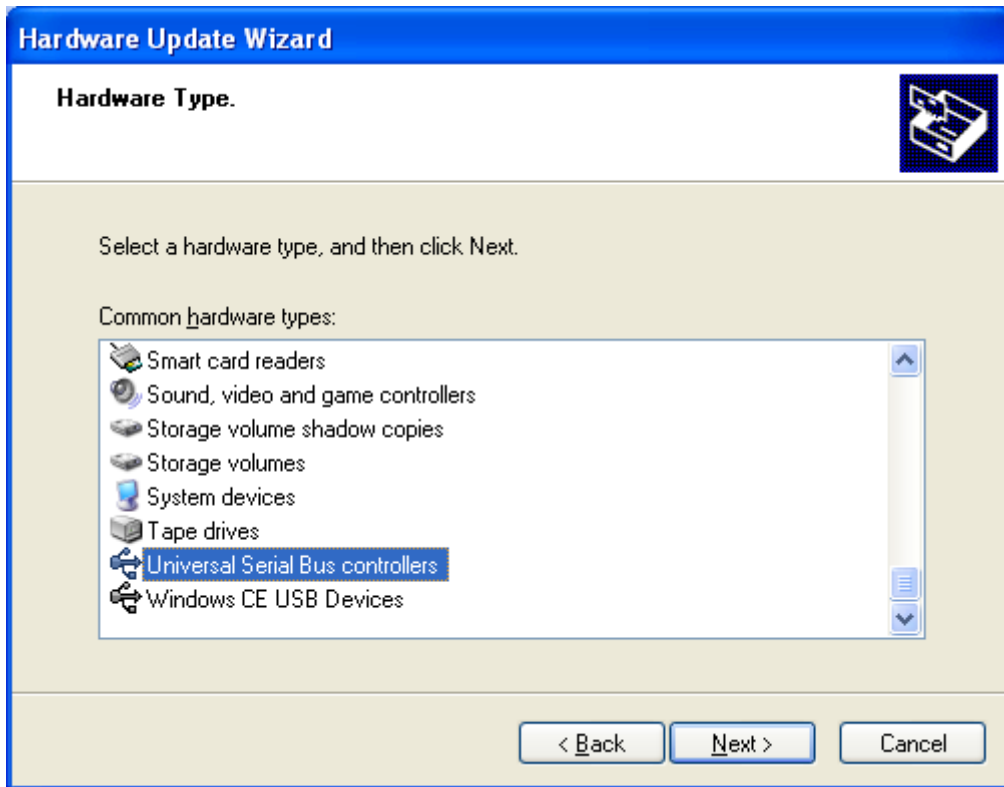 Hardware Update Wizard
Hardware Type.
Select a hardware type, and then click Next.
Common hardware types:
Smart card readers
Sound, video and game controllers
Storage volume shadow copies
Storage volumes
System devices
Tape drives
Universal Serial Bus controllers
Windows CE USB Devices
< Back Next > Cancel